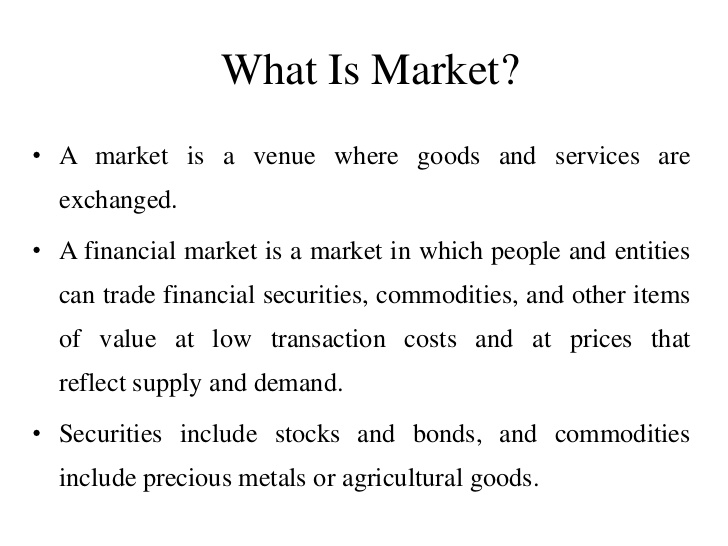 What Is Market?
• A market is a venue where goods and services are
exchanged.
• A financial market is a market in which people and entities
can trade financial securities, commodities, and other items
of value at low transaction costs and at prices that
reflect supply and demand.
• Securities include stocks and bonds, and commodities
include precious metals or agricultural goods.